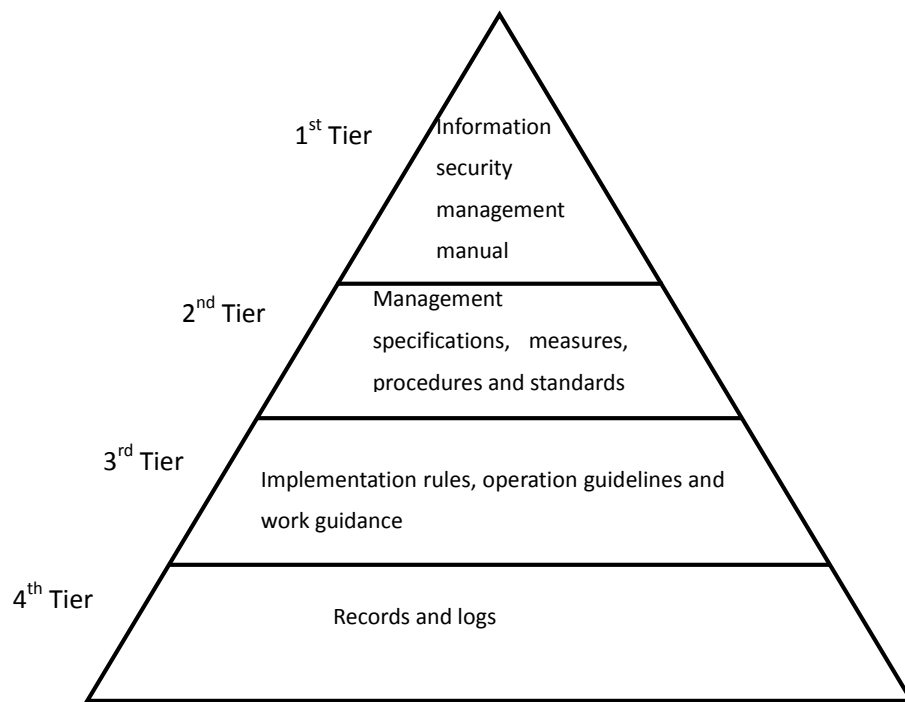 1st Tier
Information
security
management
manual
2nd Tier
Management
specifications, measures,
procedures and standards
3rd Tier
Implementation rules, operation guidelines and
work guidance
4th Tier
Records and logs